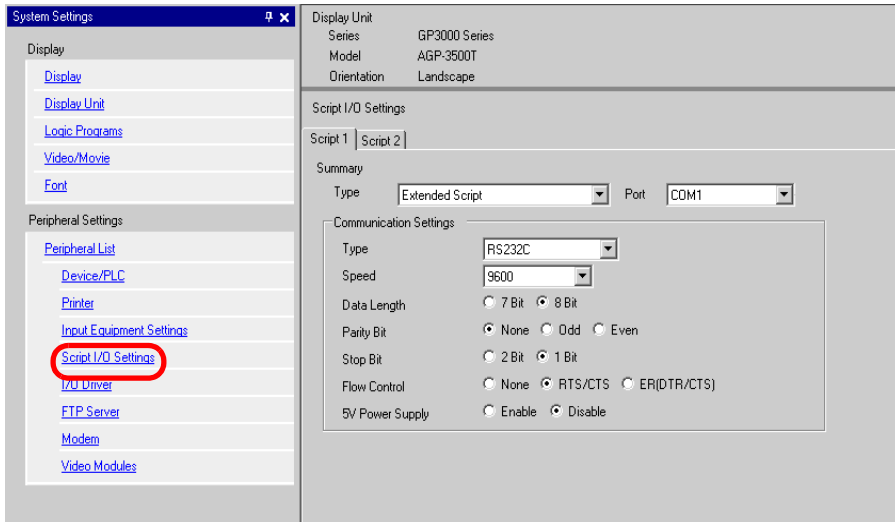 System Settings
Display
Display
Display Unit
Logic Programs
Video/Movie
Font
Peripheral Settings
Peripheral List
Device/PLC
Printer
Input Equipment Settings
Script I/O Settings
I/O Driver
FTP Server
Modem
Video Modules
Display Unit
Series GP3000 Series
Model AGP-3500T
Orientation Landscape
Script I/O Settings
Script 1 Script 2
Summary
Type Extended Script Port COM1
Communication Settings
Type RS232C
Speed 9600
Data Length 7 Bit 8 Bit
Parity Bit None Odd Even
Stop Bit 2 Bit 1 Bit
Flow Control None RTS/CTS ER(DTR/CTS)
5V Power Supply Enable Disable